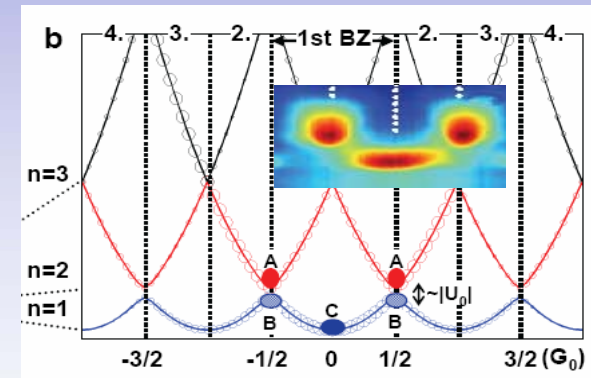 b
4. 3. 2. 1st BZ 2. 3. 4.
n=3
n=2
n=1
A A
B C B
~|U₀|
-3/2 -1/2 0 1/2 3/2 (G₀)